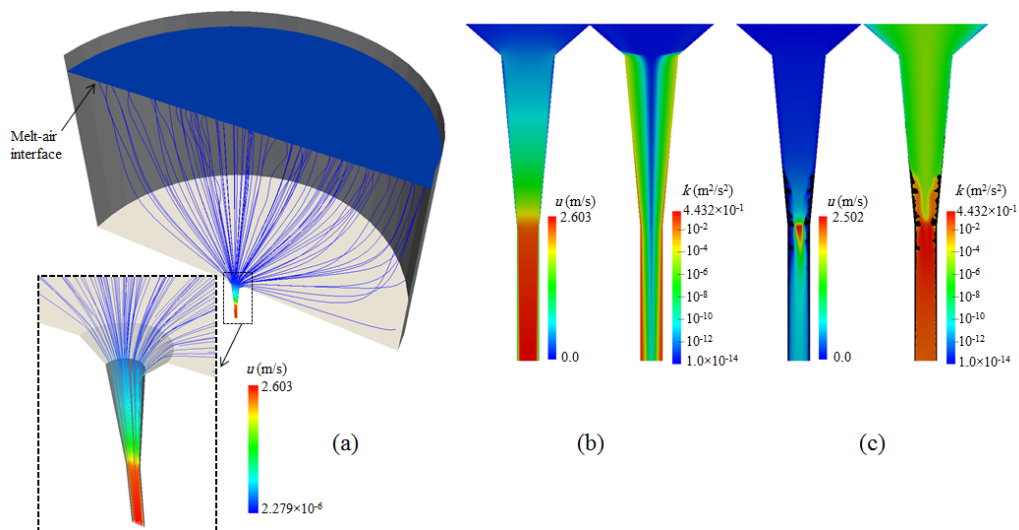 Melt-air
interface
u (m/s)
2.603
2.279×10⁻⁶
(a)
u (m/s)
2.603
0.0
k (m²/s²)
4.432×10⁻¹
10⁻²
10⁻⁴
10⁻⁶
10⁻⁸
10⁻¹⁰
10⁻¹²
1.0×10⁻¹⁴
(b)
u (m/s)
2.502
0.0
k (m²/s²)
4.432×10⁻¹
10⁻²
10⁻⁴
10⁻⁶
10⁻⁸
10⁻¹⁰
10⁻¹²
1.0×10⁻¹⁴
(c)